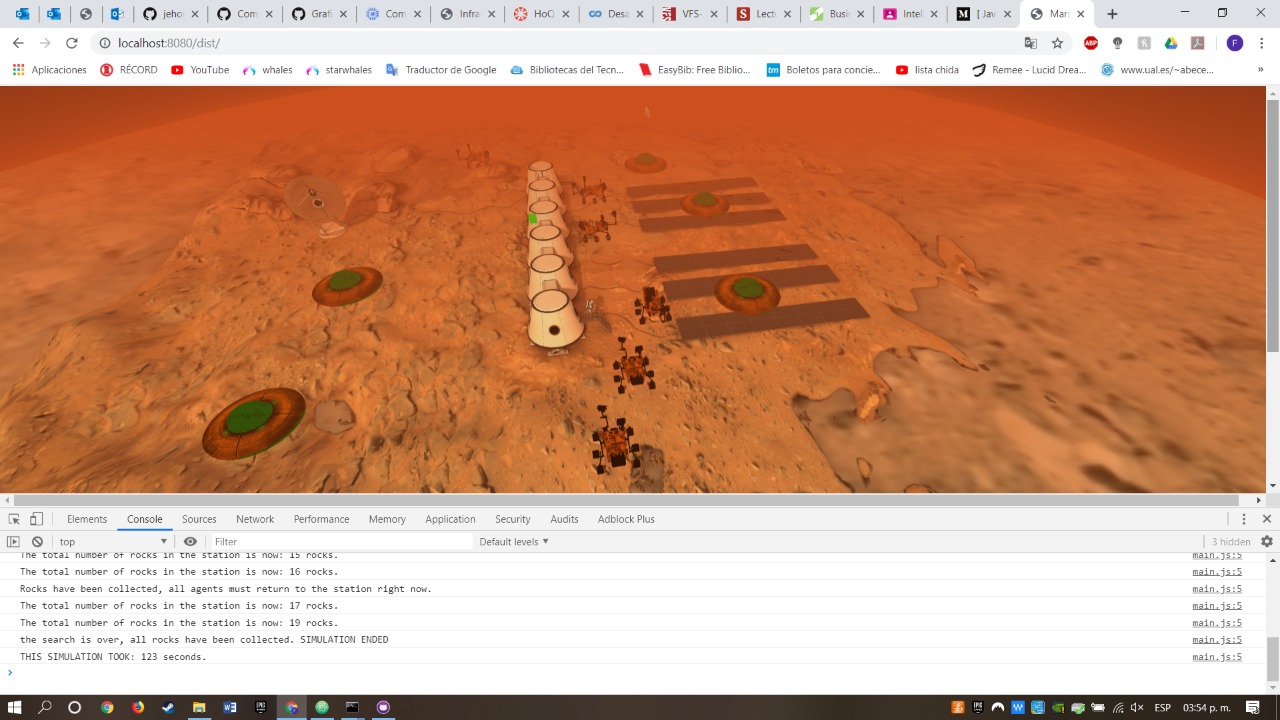 jeho
Com
Grafi
Com
Infra
HoQ
Desa
VFS-
Lectu
Busi
Intel
[ Jav
Mars
localhost:8080/dist/
ABP
F
Aplicaciones
RÉCORD
YouTube
whales
starwhales
Traductor de Google
Bibliotecas del Tecn...
EasyBib: Free Biblio...
tm Boletos para concie...
lista chida
Remee - Lucid Drea...
www.ual.es/~abece...
»
Elements Console Sources Network Performance Memory Application Security Audits Adblock Plus
top Filter Default levels 3 hidden
The total number of rocks in the station is now: 15 rocks. main.js:5
The total number of rocks in the station is now: 16 rocks. main.js:5
Rocks have been collected, all agents must return to the station right now. main.js:5
The total number of rocks in the station is now: 17 rocks. main.js:5
The total number of rocks in the station is now: 19 rocks. main.js:5
the search is over, all rocks have been collected. SIMULATION ENDED main.js:5
THIS SIMULATION TOOK: 123 seconds. main.js:5
ESP 03:54 p. m.